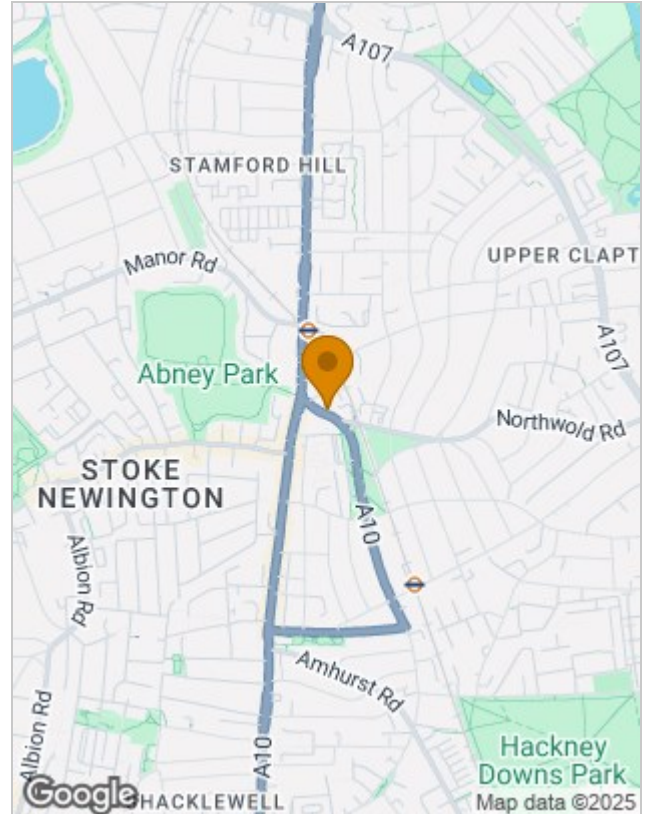 A107
STAMFORD HILL
Manor Rd
UPPER CLAPT
A107
Abney Park
Northwold Rd
STOKE
NEWINGTON
A10
Albion Rd
Amhurst Rd
Albion Rd
A10
Hackney
Downs Park
HACKLEWELL
Google
Map data ©2025